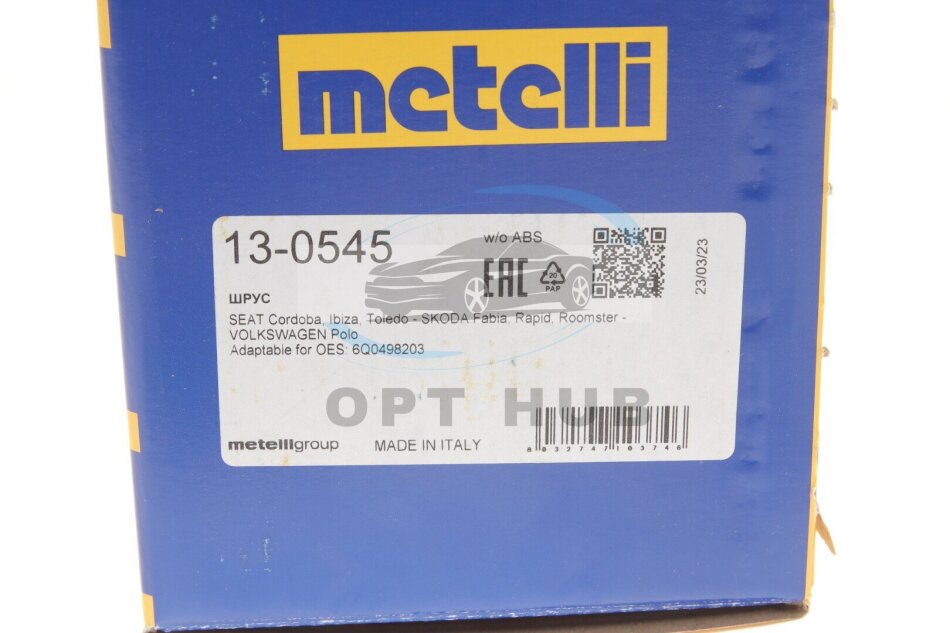 metelli
13-0545
w/o ABS
EAC
20
PAP
23/03/23
ШРУС
SEAT Cordoba, Ibiza, Toledo - SKODA Fabia, Rapid, Roomster -
VOLKSWAGEN Polo
Adaptable for OES: 6Q0498203
OPT HUB
metelligroup
MADE IN ITALY
8032747103746